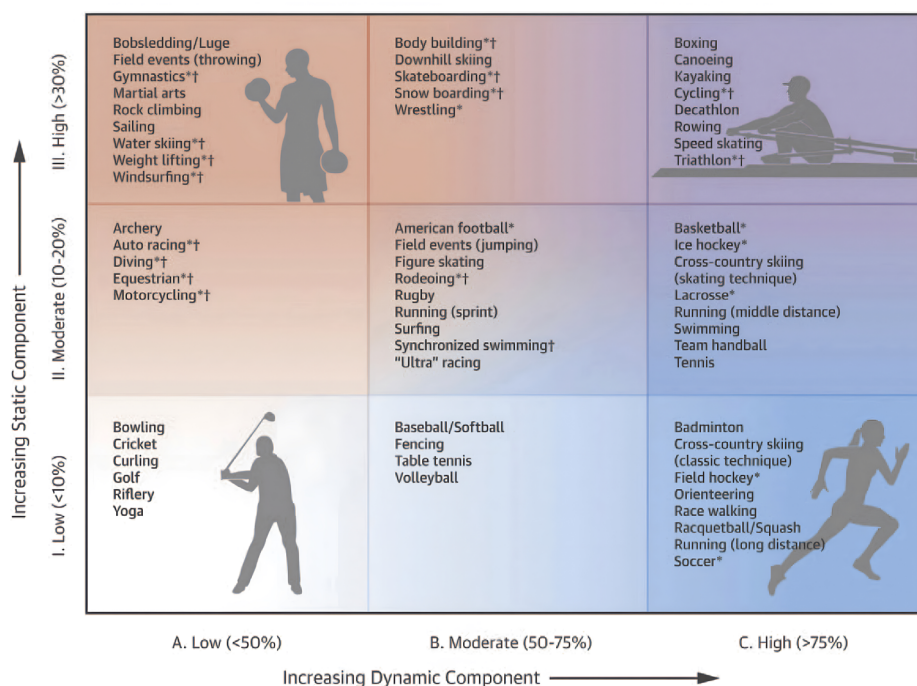 Increasing Static Component
III. High (>30%)
Bobsledding/Luge
Field events (throwing)
Gymnastics*†
Martial arts
Rock climbing
Sailing
Water skiing*†
Weight lifting*†
Windsurfing*†
Body building*†
Downhill skiing
Skateboarding*†
Snow boarding*†
Wrestling*
Boxing
Canoeing
Kayaking
Cycling*†
Decathlon
Rowing
Speed skating
Triathlon*†
II. Moderate (10-20%)
Archery
Auto racing*†
Diving*†
Equestrian*†
Motorcycling*†
American football*
Field events (jumping)
Figure skating
Rodeoing*†
Rugby
Running (sprint)
Surfing
Synchronized swimming†
"Ultra" racing
Basketball*
Ice hockey*
Cross-country skiing
(skating technique)
Lacrosse*
Running (middle distance)
Swimming
Team handball
Tennis
I. Low (<10%)
Bowling
Cricket
Curling
Golf
Riflery
Yoga
Baseball/Softball
Fencing
Table tennis
Volleyball
Badminton
Cross-country skiing
(classic technique)
Field hockey*
Orienteering
Race walking
Racquetball/Squash
Running (long distance)
Soccer*
A. Low (<50%)
B. Moderate (50-75%)
C. High (>75%)
Increasing Dynamic Component